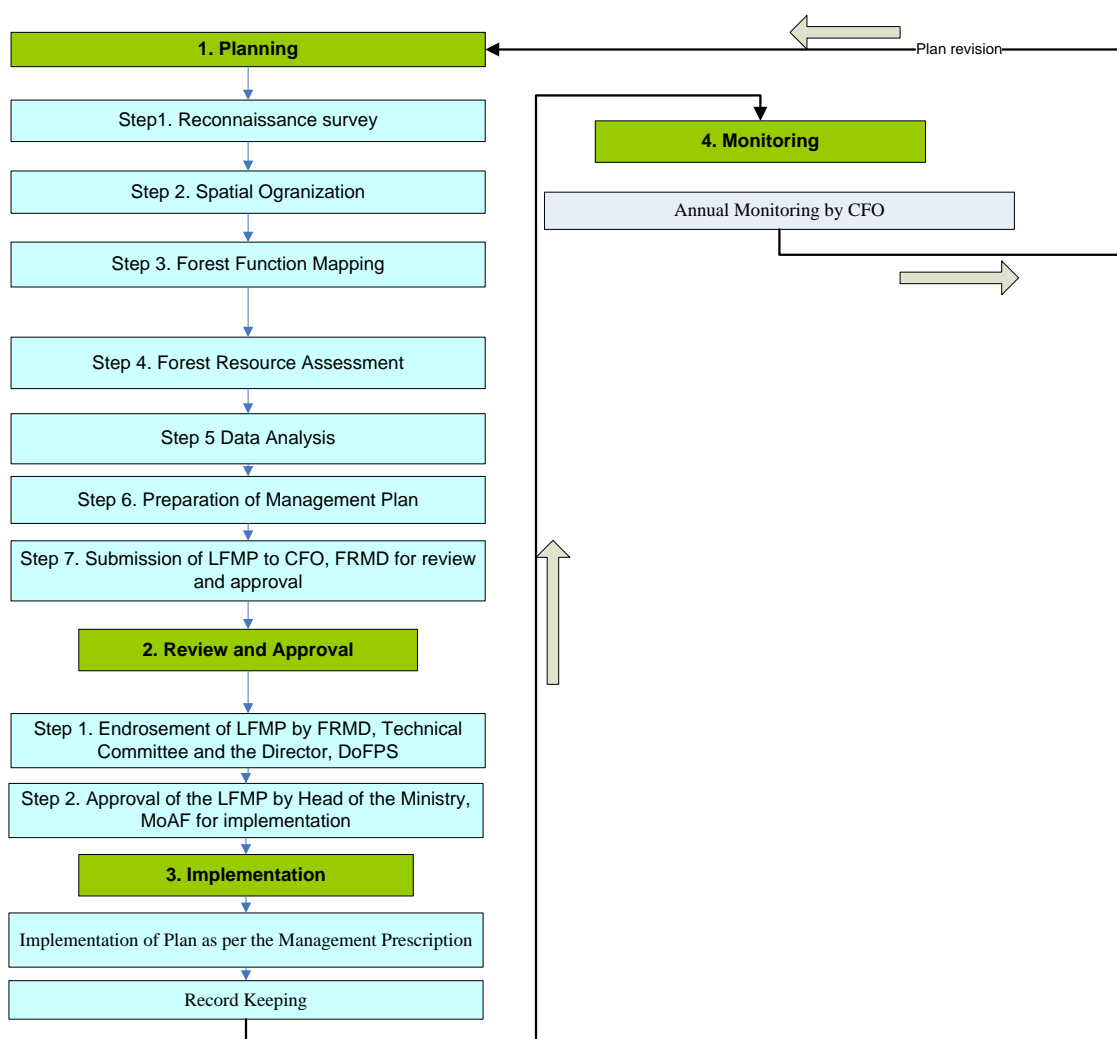 1. Planning
Step1. Reconnaissance survey
Step 2. Spatial Ogranization
Step 3. Forest Function Mapping
Step 4. Forest Resource Assessment
Step 5 Data Analysis
Step 6. Preparation of Management Plan
Step 7. Submission of LFMP to CFO, FRMD for review
and approval
2. Review and Approval
Step 1. Endrosement of LFMP by FRMD, Technical
Committee and the Director, DoFPS
Step 2. Approval of the LFMP by Head of the Ministry,
MoAF for implementation
3. Implementation
Implementation of Plan as per the Management Prescription
Record Keeping
4. Monitoring
Annual Monitoring by CFO
Plan revision